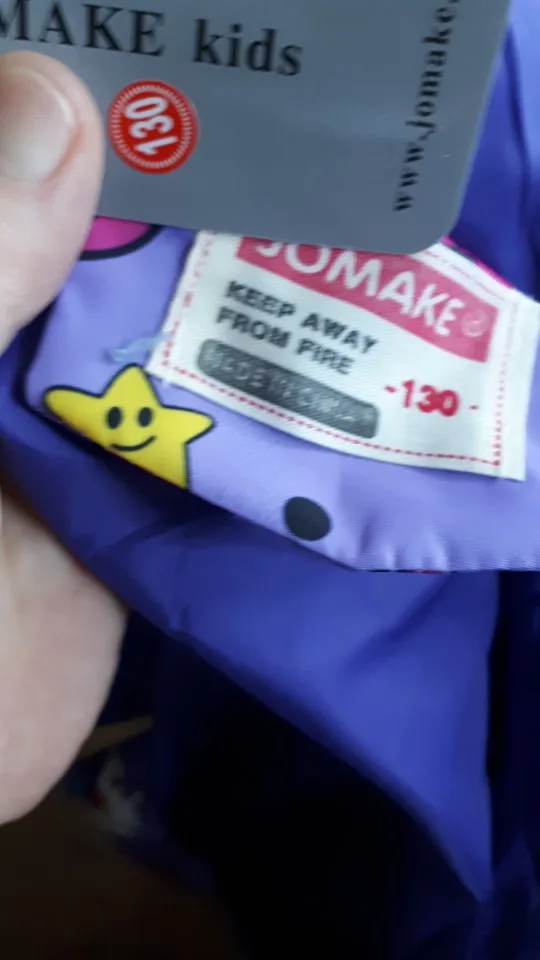 MAKE kids
130
www.jomake.
JOMAKE
KEEP AWAY
FROM FIRE
-130-